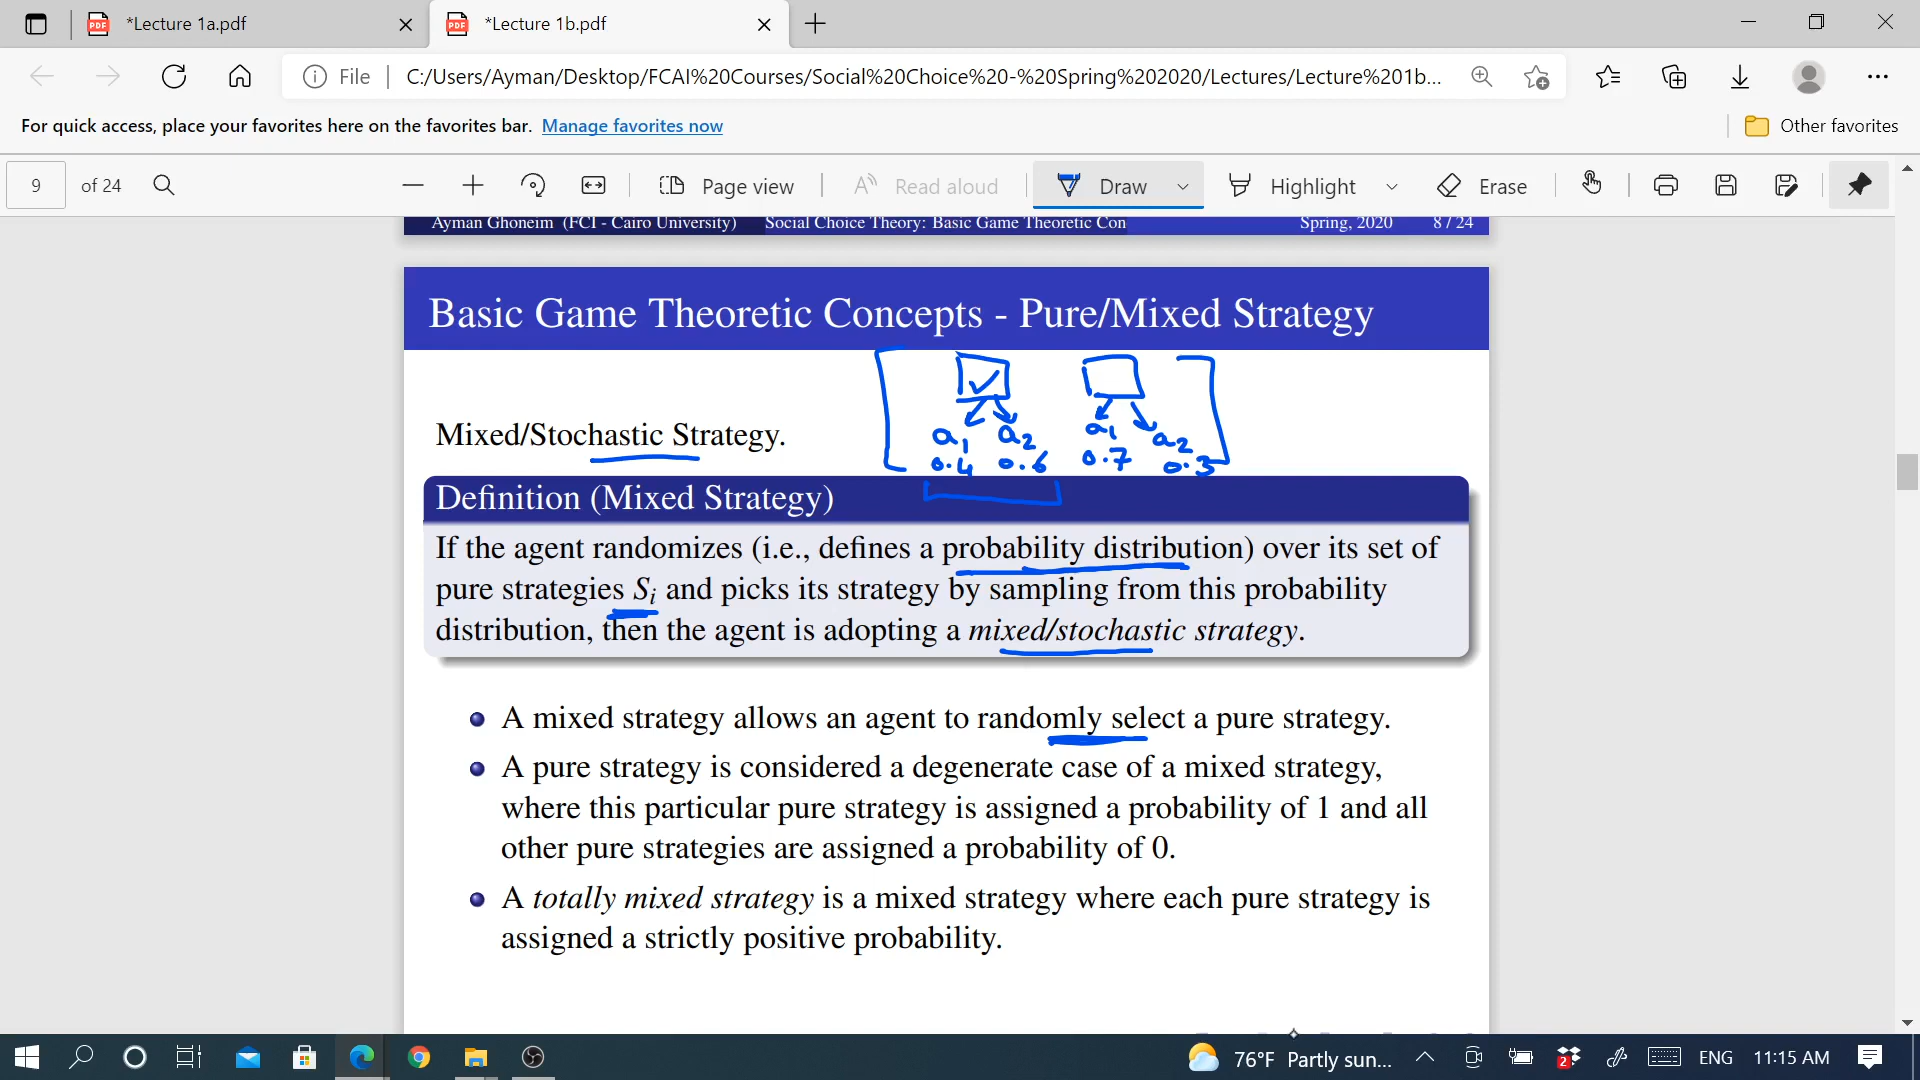 *Lecture 1a.pdf
*Lecture 1b.pdf
File
C:/Users/Ayman/Desktop/FCAI%20Courses/Social%20Choice%20-%20Spring%202020/Lectures/Lecture%201b...
For quick access, place your favorites here on the favorites bar. Manage favorites now
Other favorites
9 of 24
Page view
Read aloud
Draw
Highlight
Erase
Ayman Ghoneim (FCI - Cairo University)
Social Choice Theory: Basic Game Theoretic Con
Spring, 2020
8 / 24
Basic Game Theoretic Concepts - Pure/Mixed Strategy
a1 a2 a1 a2
0.4 0.6 0.7 0.3
Mixed/Stochastic Strategy.
Definition (Mixed Strategy)
If the agent randomizes (i.e., defines a probability distribution) over its set of
pure strategies Si and picks its strategy by sampling from this probability
distribution, then the agent is adopting a mixed/stochastic strategy.
A mixed strategy allows an agent to randomly select a pure strategy.
A pure strategy is considered a degenerate case of a mixed strategy,
where this particular pure strategy is assigned a probability of 1 and all
other pure strategies are assigned a probability of 0.
A totally mixed strategy is a mixed strategy where each pure strategy is
assigned a strictly positive probability.
76°F Partly sun...
2
ENG
11:15 AM